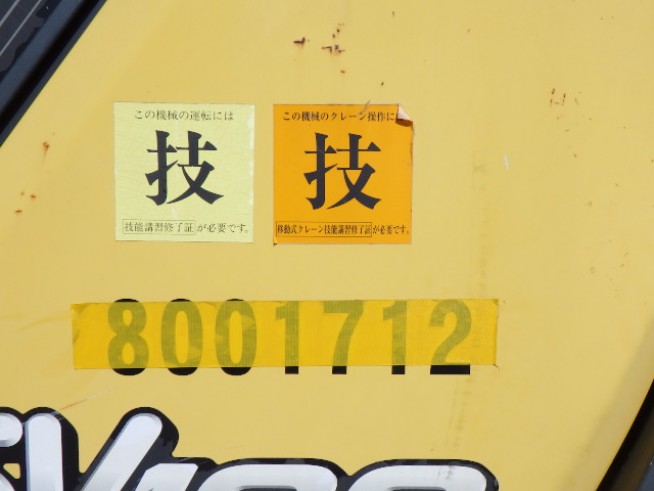 この機械の運転には
技
技能講習修了証が必要です。
この機械のクレーン操作に
技
移動式クレーン技能講習修了証が必要です。
8001712